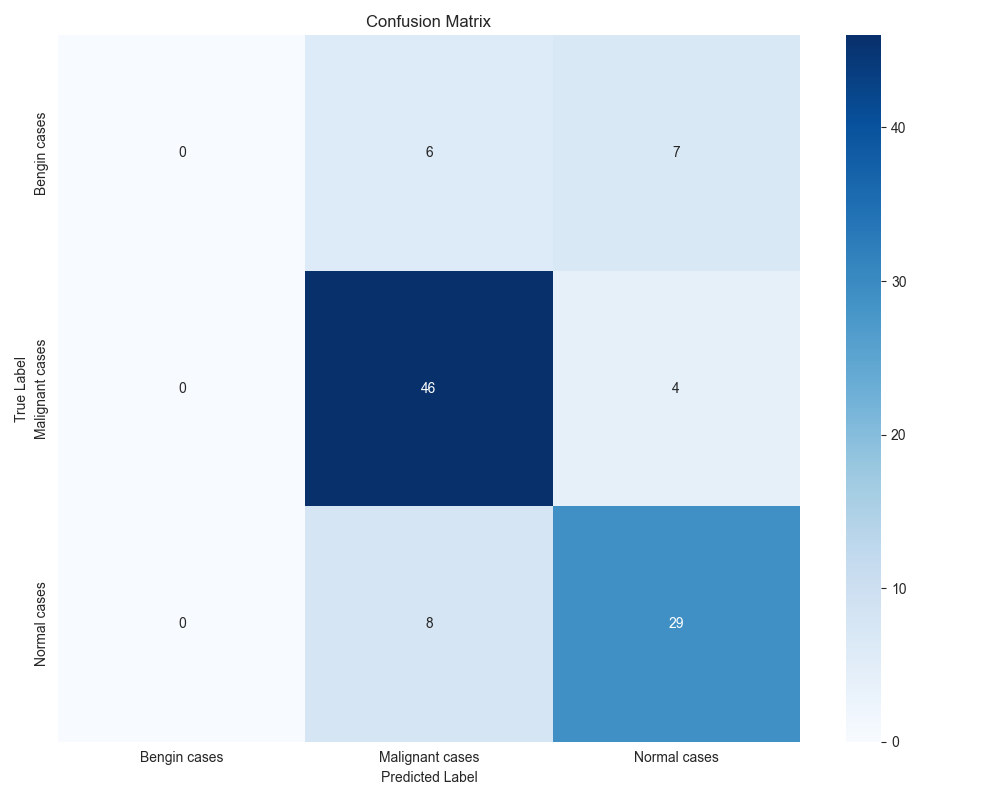 Confusion Matrix
Bengin cases
0
6
7
40
True Label
Malignant cases
0
46
4
30
20
Normal cases
0
8
29
10
0
Bengin cases
Malignant cases
Normal cases
Predicted Label